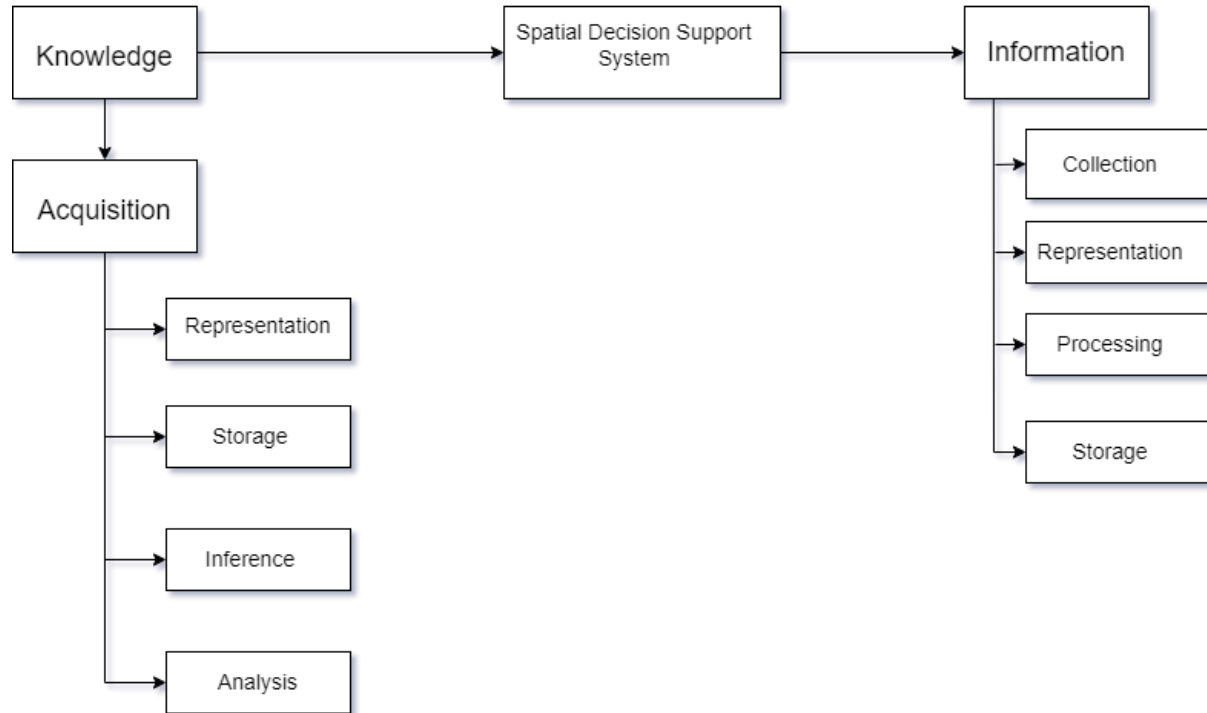 Knowledge
Spatial Decision Support
System
Information
Acquisition
Representation
Storage
Inference
Analysis
Collection
Representation
Processing
Storage